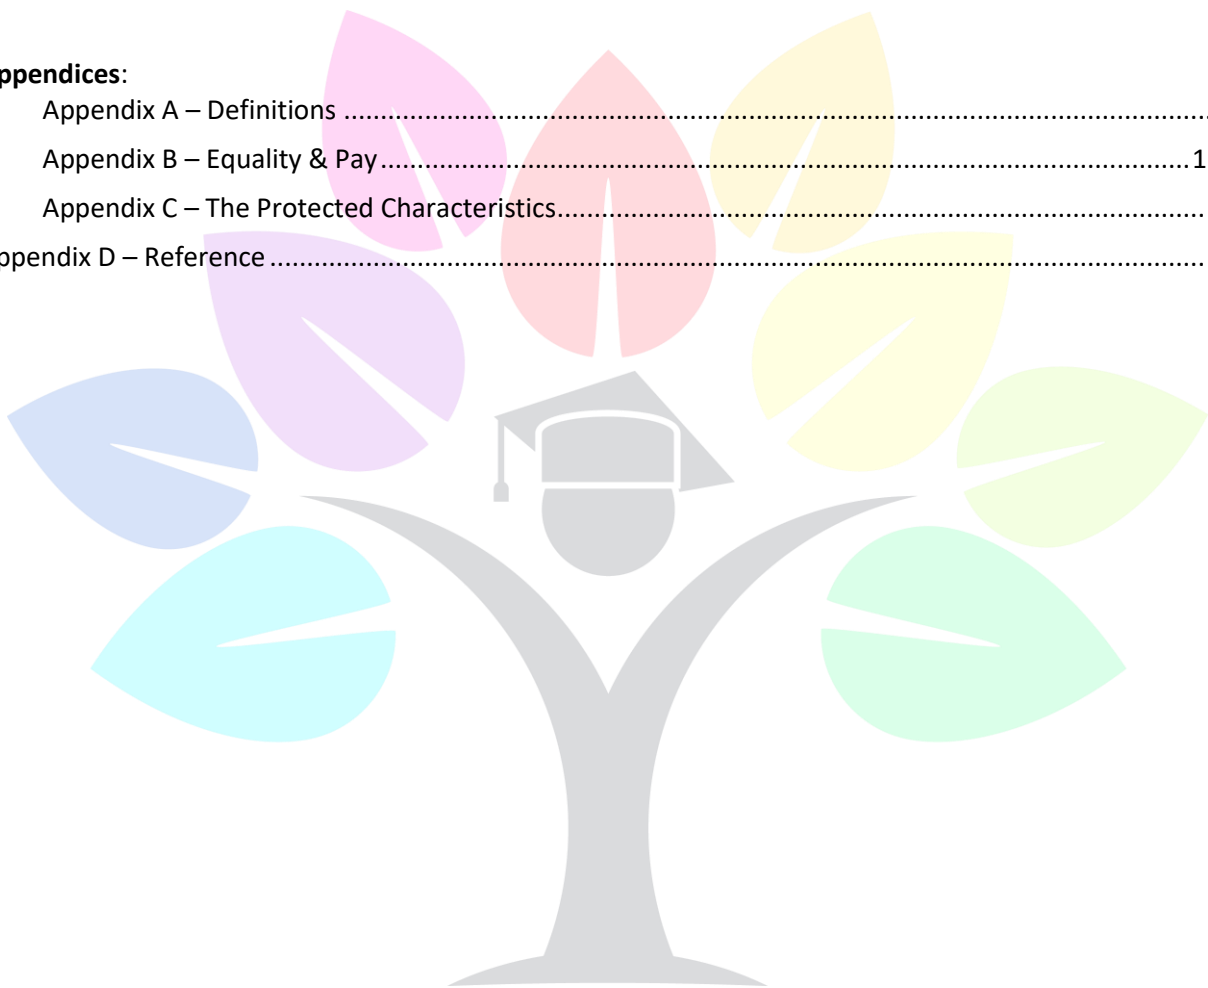 ppendices:
Appendix A – Definitions ....................................................................................................................
Appendix B – Equality & Pay ..............................................................................................................1
Appendix C – The Protected Characteristics........................................................................................
ppendix D – Reference ..............................................................................................................................